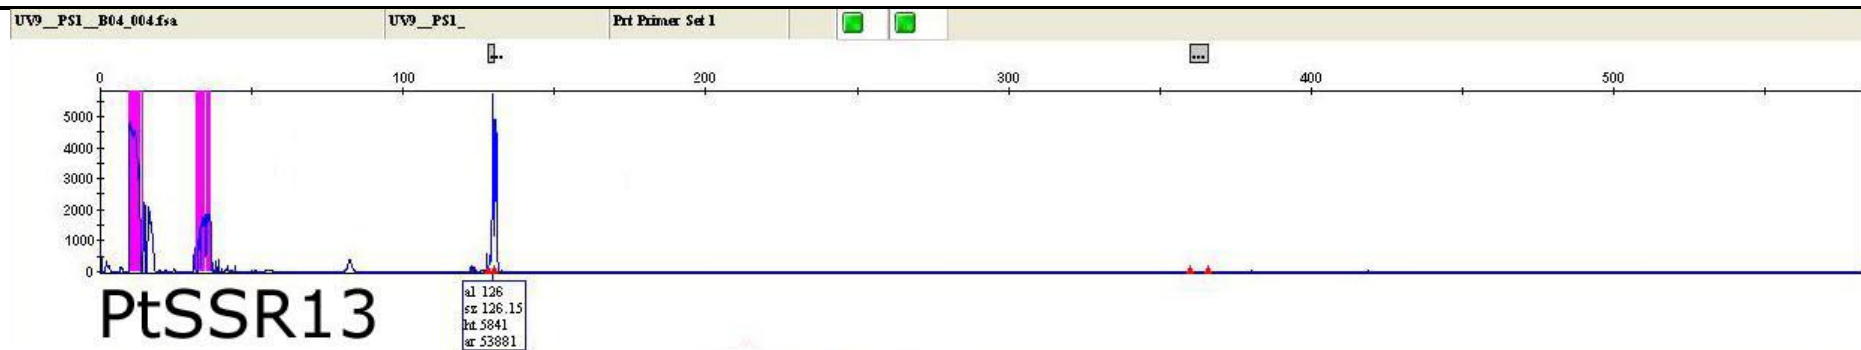 UV9__PS1__B04_004.fsa UV9__PS1_ Prt Primer Set 1
... ...
0 100 200 300 400 500
5000
4000
3000
2000
1000
0
PtSSR13
al 126
sz 126.15
ht 5841
ar 53881